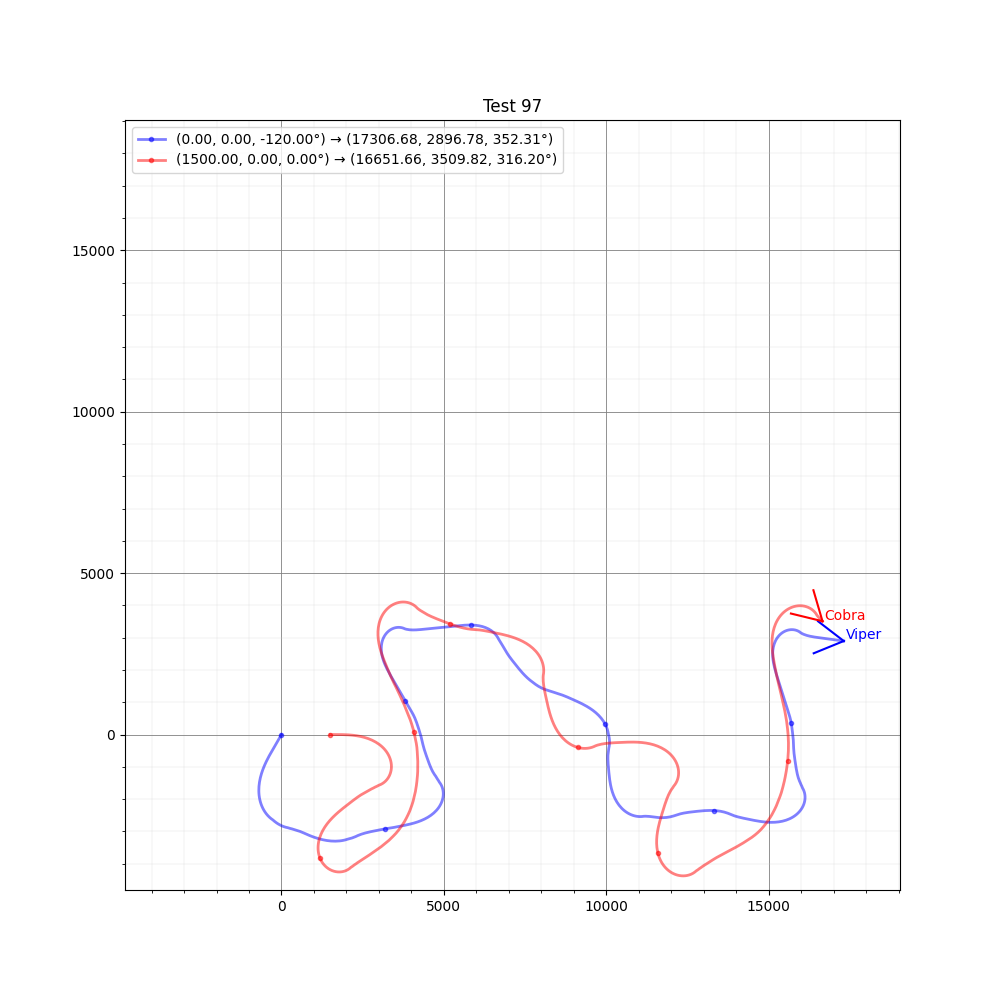 Test 97
(0.00, 0.00, -120.00°) → (17306.68, 2896.78, 352.31°)
(1500.00, 0.00, 0.00°) → (16651.66, 3509.82, 316.20°)
15000
10000
5000
Cobra
Viper
0
0 5000 10000 15000